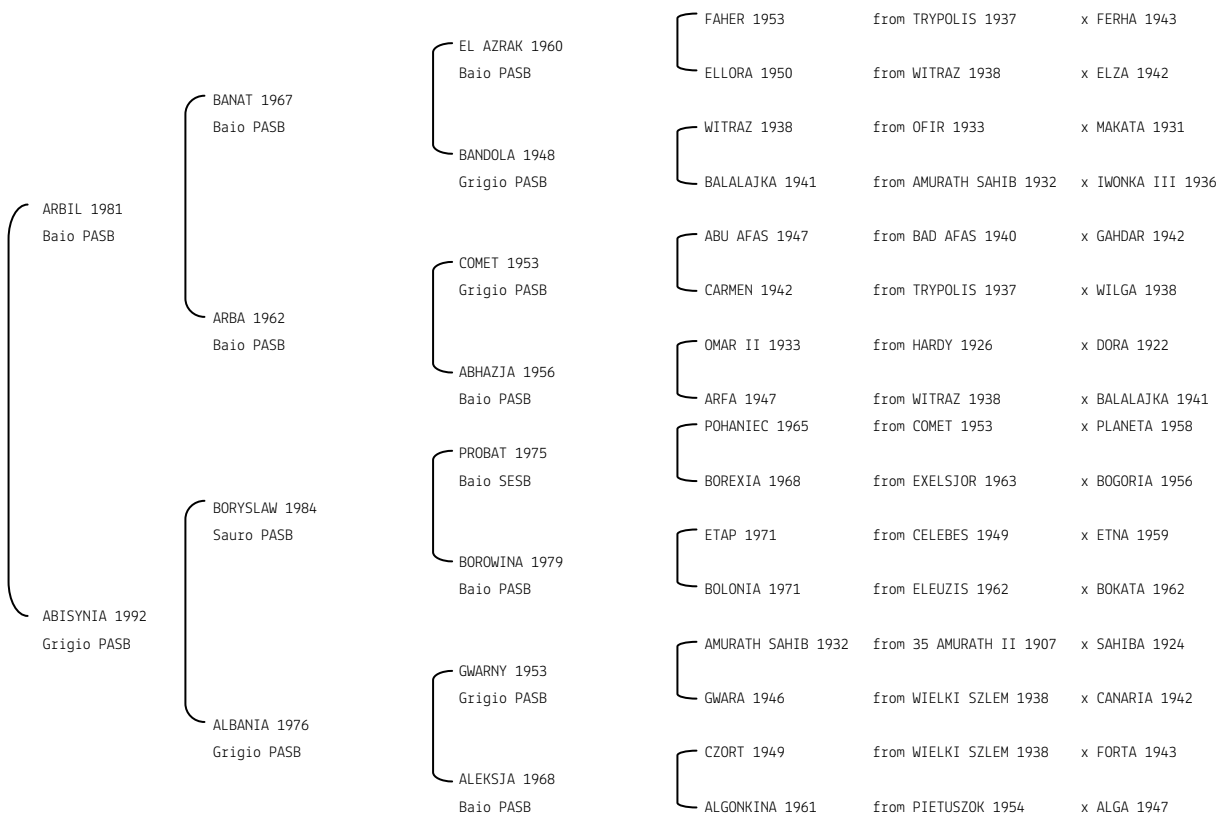 FAHER 1953 from TRYPOLIS 1937 x FERHA 1943
EL AZRAK 1960
Baio PASB
ELLORA 1950 from WITRAZ 1938 x ELZA 1942
BANAT 1967
Baio PASB
WITRAZ 1938 from OFIR 1933 x MAKATA 1931
BANDOLA 1948
Grigio PASB
BALALAJKA 1941 from AMURATH SAHIB 1932 x IWONKA III 1936
ARBIL 1981
Baio PASB
ABU AFAS 1947 from BAD AFAS 1940 x GAHDAR 1942
COMET 1953
Grigio PASB
CARMEN 1942 from TRYPOLIS 1937 x WILGA 1938
ARBA 1962
Baio PASB
OMAR II 1933 from HARDY 1926 x DORA 1922
ABHAZJA 1956
Baio PASB
ARFA 1947 from WITRAZ 1938 x BALALAJKA 1941
POHANIEC 1965 from COMET 1953 x PLANETA 1958
PROBAT 1975
Baio SESB
BOREXIA 1968 from EXELSJOR 1963 x BOGORIA 1956
BORYSLAW 1984
Sauro PASB
ETAP 1971 from CELEBES 1949 x ETNA 1959
BOROWINA 1979
Baio PASB
BOLONIA 1971 from ELEUZIS 1962 x BOKATA 1962
ABISYNIA 1992
Grigio PASB
AMURATH SAHIB 1932 from 35 AMURATH II 1907 x SAHIBA 1924
GWARNY 1953
Grigio PASB
GWARA 1946 from WIELKI SZLEM 1938 x CANARIA 1942
ALBANIA 1976
Grigio PASB
CZORT 1949 from WIELKI SZLEM 1938 x FORTA 1943
ALEKSJA 1968
Baio PASB
ALGONKINA 1961 from PIETUSZOK 1954 x ALGA 1947